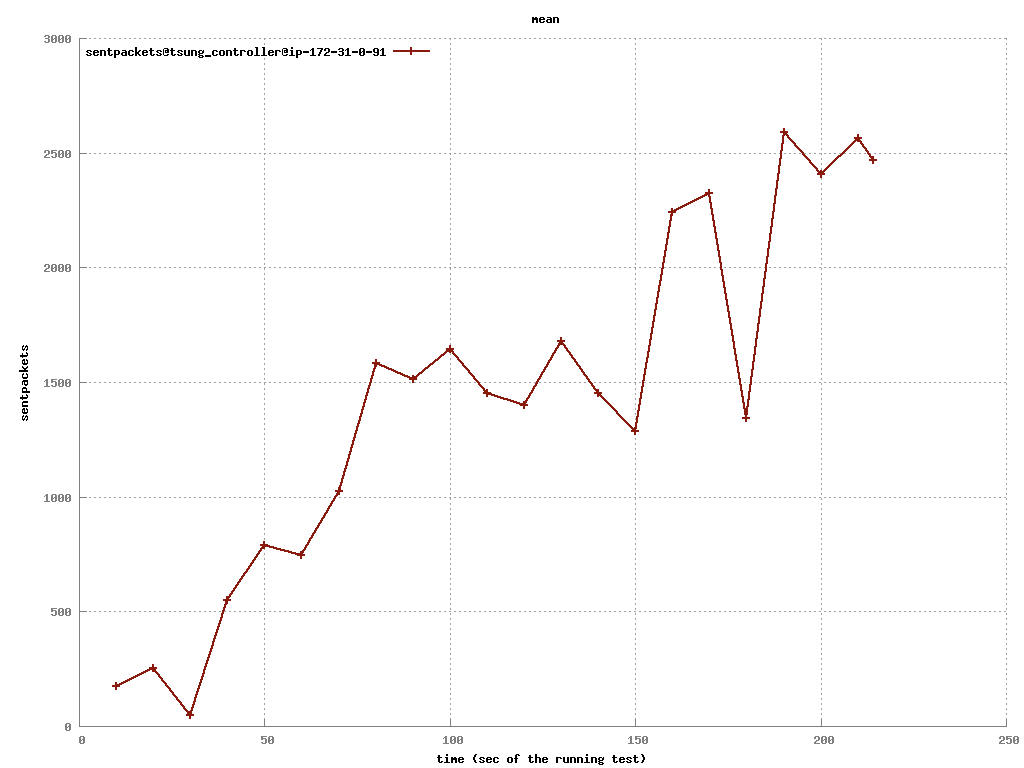 mean
sentpackets@tsung_controller@ip-172-31-0-91
3000
2500
2000
1500
1000
500
0
sentpackets
0 50 100 150 200 250
time (sec of the running test)